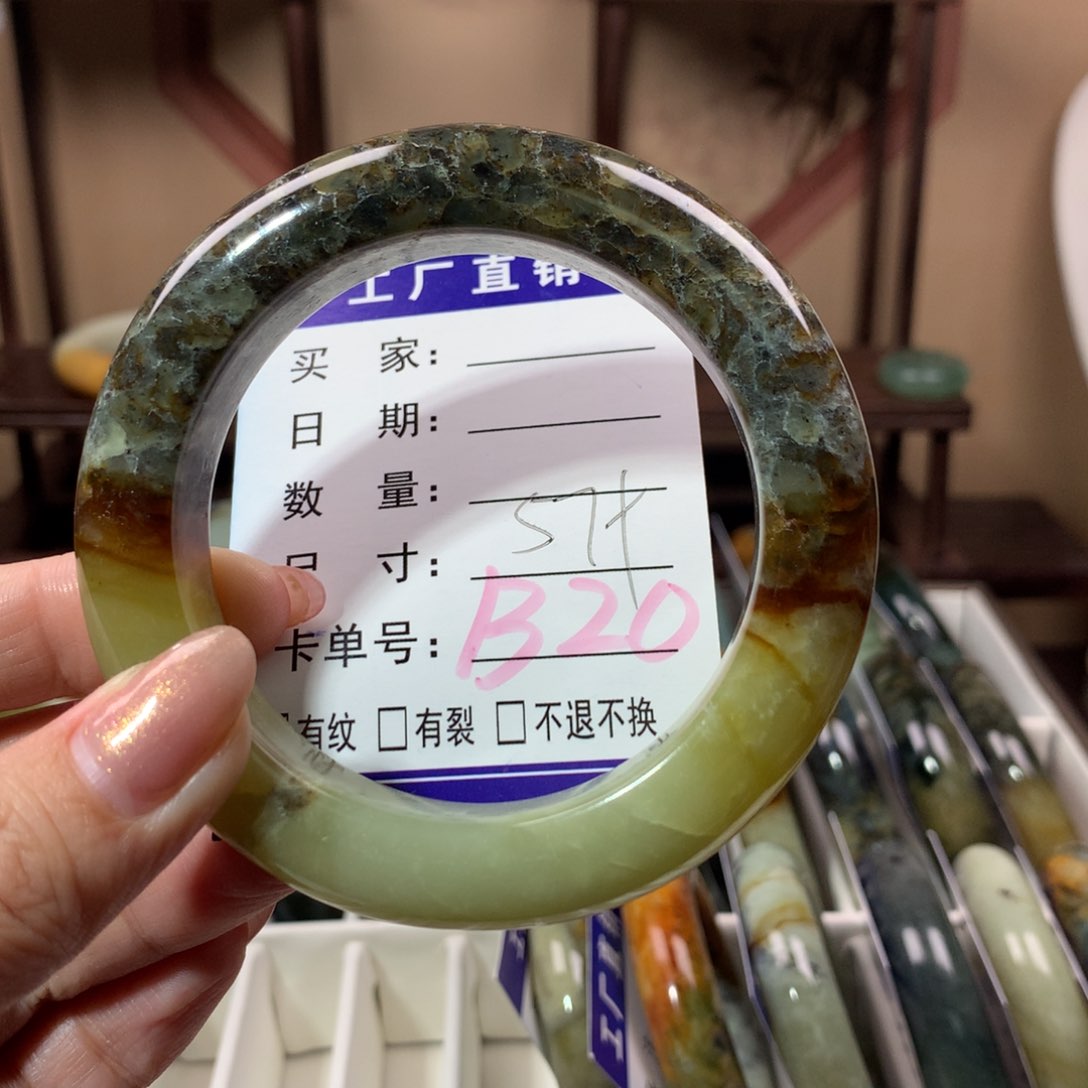 工厂直销
买 家:
日 期:
数 量:
尺 寸: 57
卡单号: B20
有纹 □有裂 □不退不换